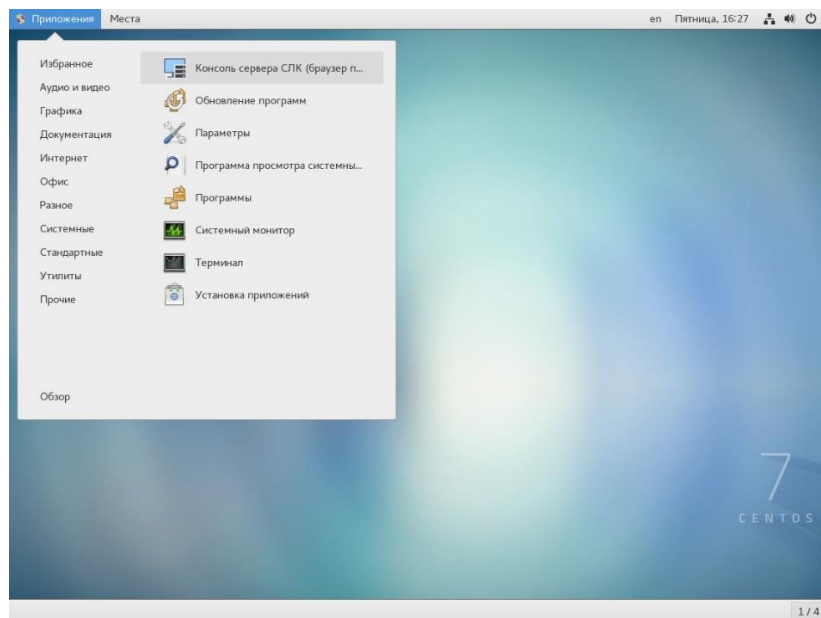 Приложения Места en Пятница, 16:27
Избранное
Аудио и видео
Графика
Документация
Интернет
Офис
Разное
Системные
Стандартные
Утилиты
Прочие
Обзор
Консоль сервера СЛК (браузер п...
Обновление программ
Параметры
Программа просмотра системны...
Программы
Системный монитор
Терминал
Установка приложений
7
CENTOS
1 / 4